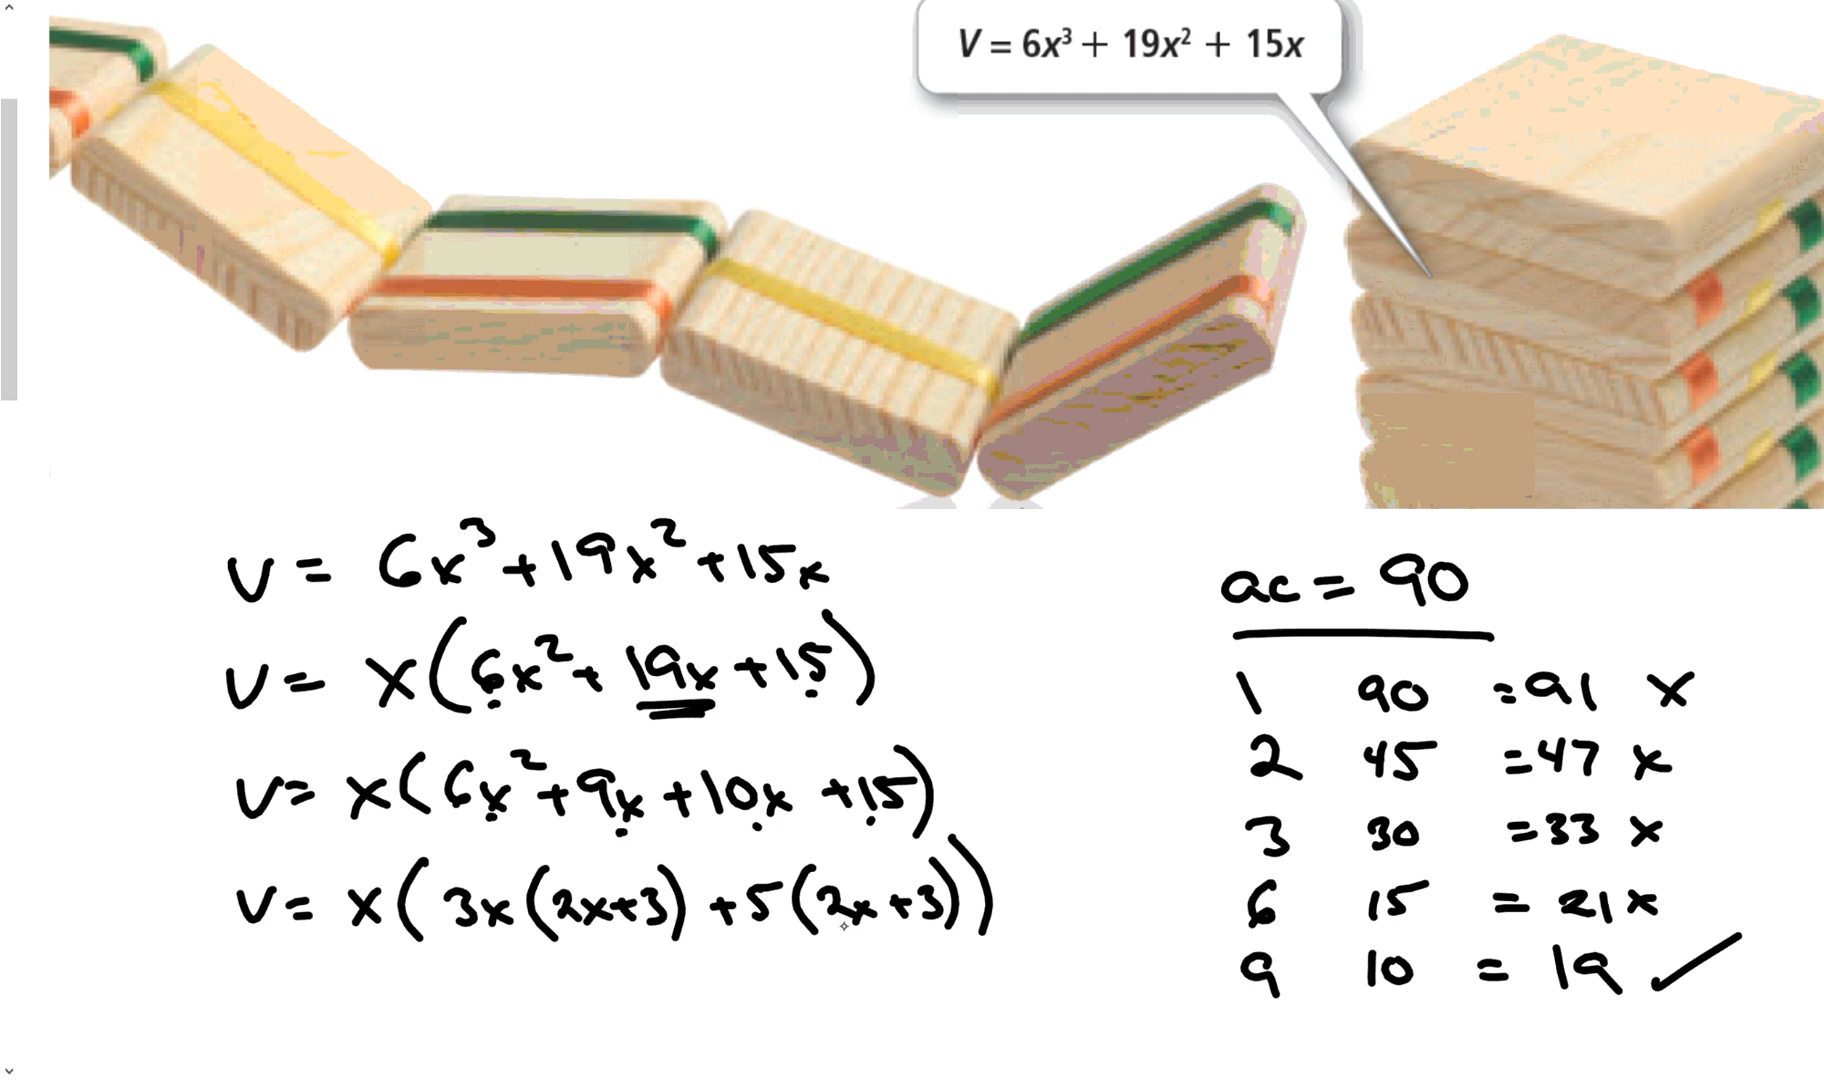 V = 6x³ + 19x² + 15x
V = 6x³ + 19x² + 15x
V = x(6x² + 19x + 15)
V = x(6x² + 9x + 10x + 15)
V = x(3x(2x+3) + 5(2x+3))
ac = 90
1 90 = 91 x
2 45 = 47 x
3 30 = 33 x
6 15 = 21 x
9 10 = 19 ✓